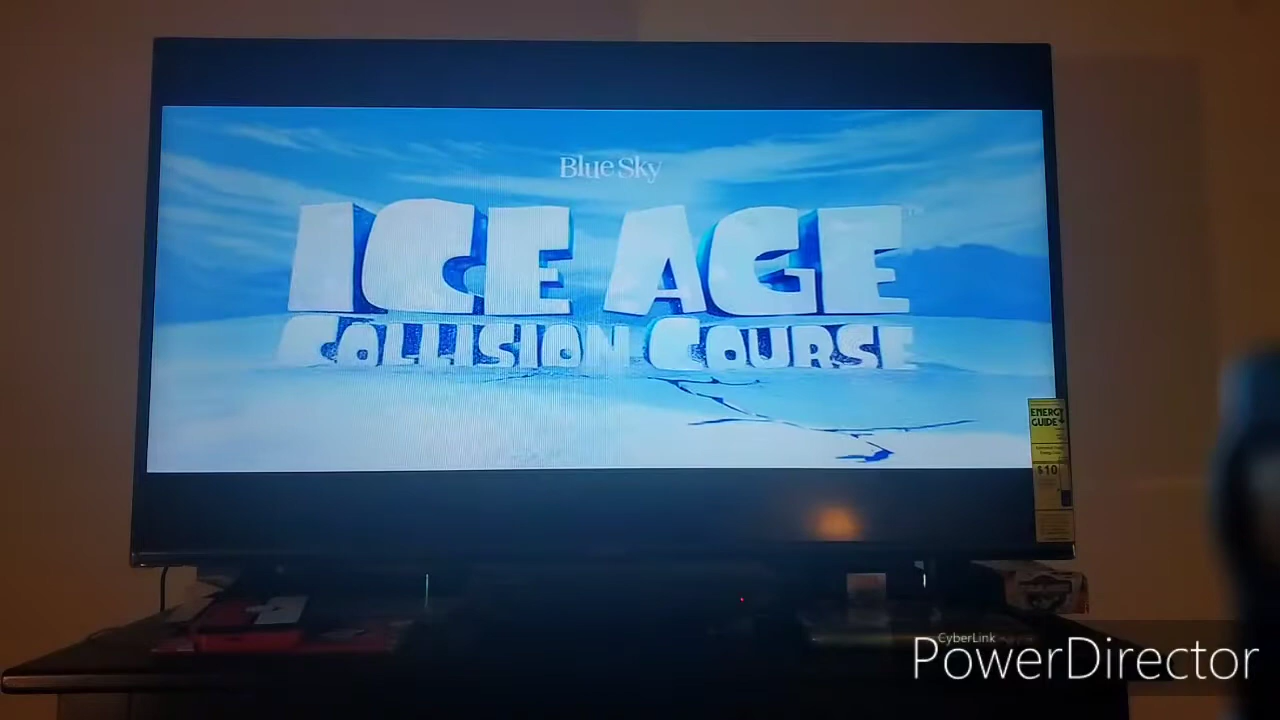 Blue Sky
ICE AGE
COLLISION COURSE
ENERGY
GUIDE
$10
CyberLink
PowerDirector